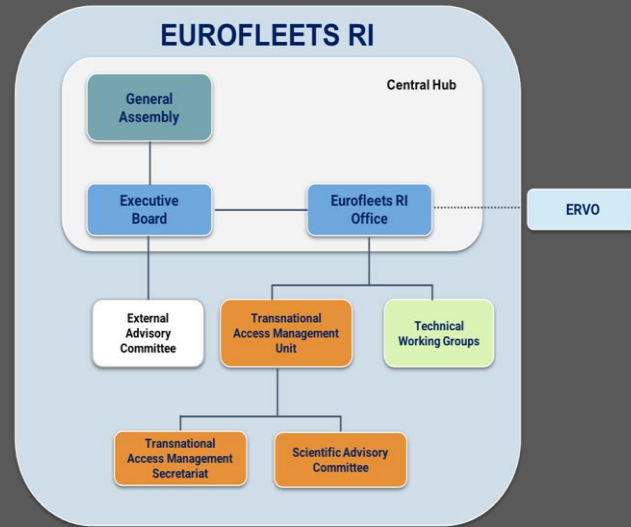 EUROFLEETS RI
Central Hub
General
Assembly
Executive
Board
Eurofleets RI
Office
ERVO
External
Advisory
Committee
Transnational
Access Management
Unit
Technical
Working Groups
Transnational
Access Management
Secretariat
Scientific Advisory
Committee